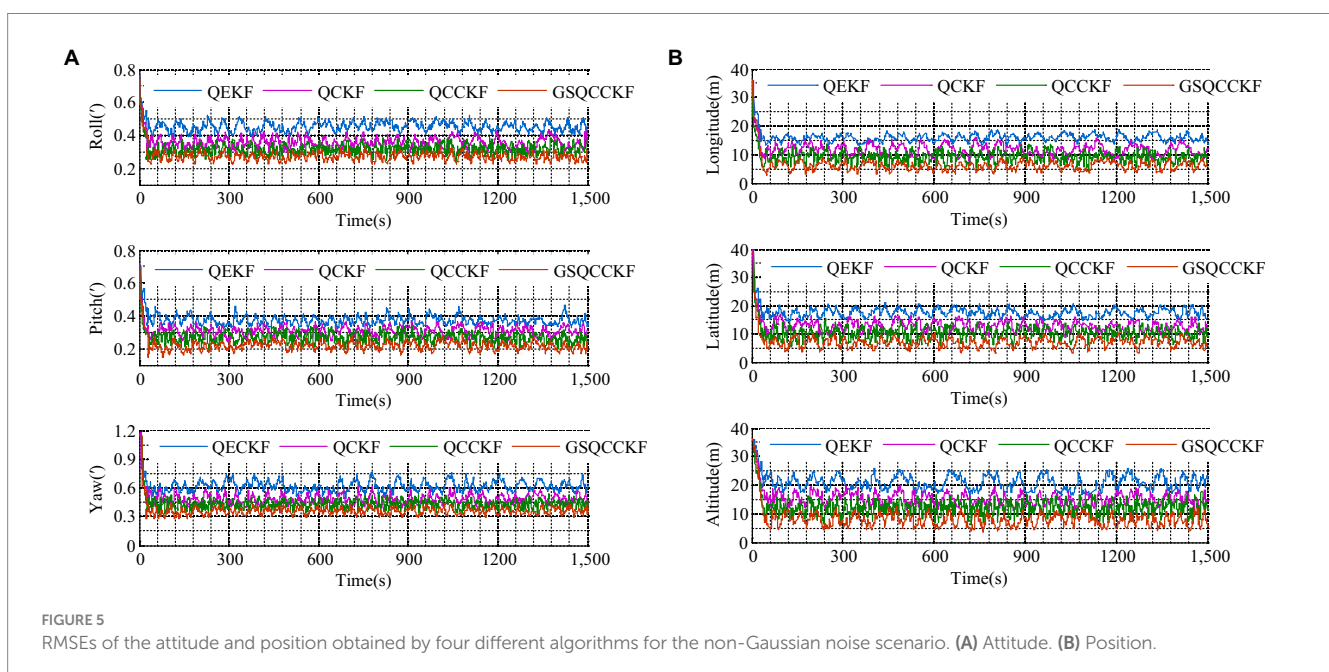 A
Roll(′)
0.8
0.6
0.4
0.2
QEKF QCKF QCCKF GSQCCKF
0 300 600 900 1200 1,500
Time(s)
Pitch(′)
0.8
0.6
0.4
0.2
QEKF QCKF QCCKF GSQCCKF
0 300 600 900 1200 1,500
Time(s)
Yaw(′)
1.2
0.9
0.6
0.3
0
QECKF QCKF QCCKF GSQCCKF
0 300 600 900 1200 1,500
Time(s)
B
Longitude(m)
40
30
20
10
0
QEKF QCKF QCCKF GSQCCKF
0 300 600 900 1200 1,500
Time(s)
Latitude(m)
40
30
20
10
0
QEKF QCKF QCCKF GSQCCKF
0 300 600 900 1200 1,500
Time(s)
Altitude(m)
40
30
20
10
0
QEKF QCKF QCCKF GSQCCKF
0 300 600 900 1200 1,500
Time(s)
FIGURE 5
RMSEs of the attitude and position obtained by four different algorithms for the non-Gaussian noise scenario. (A) Attitude. (B) Position.